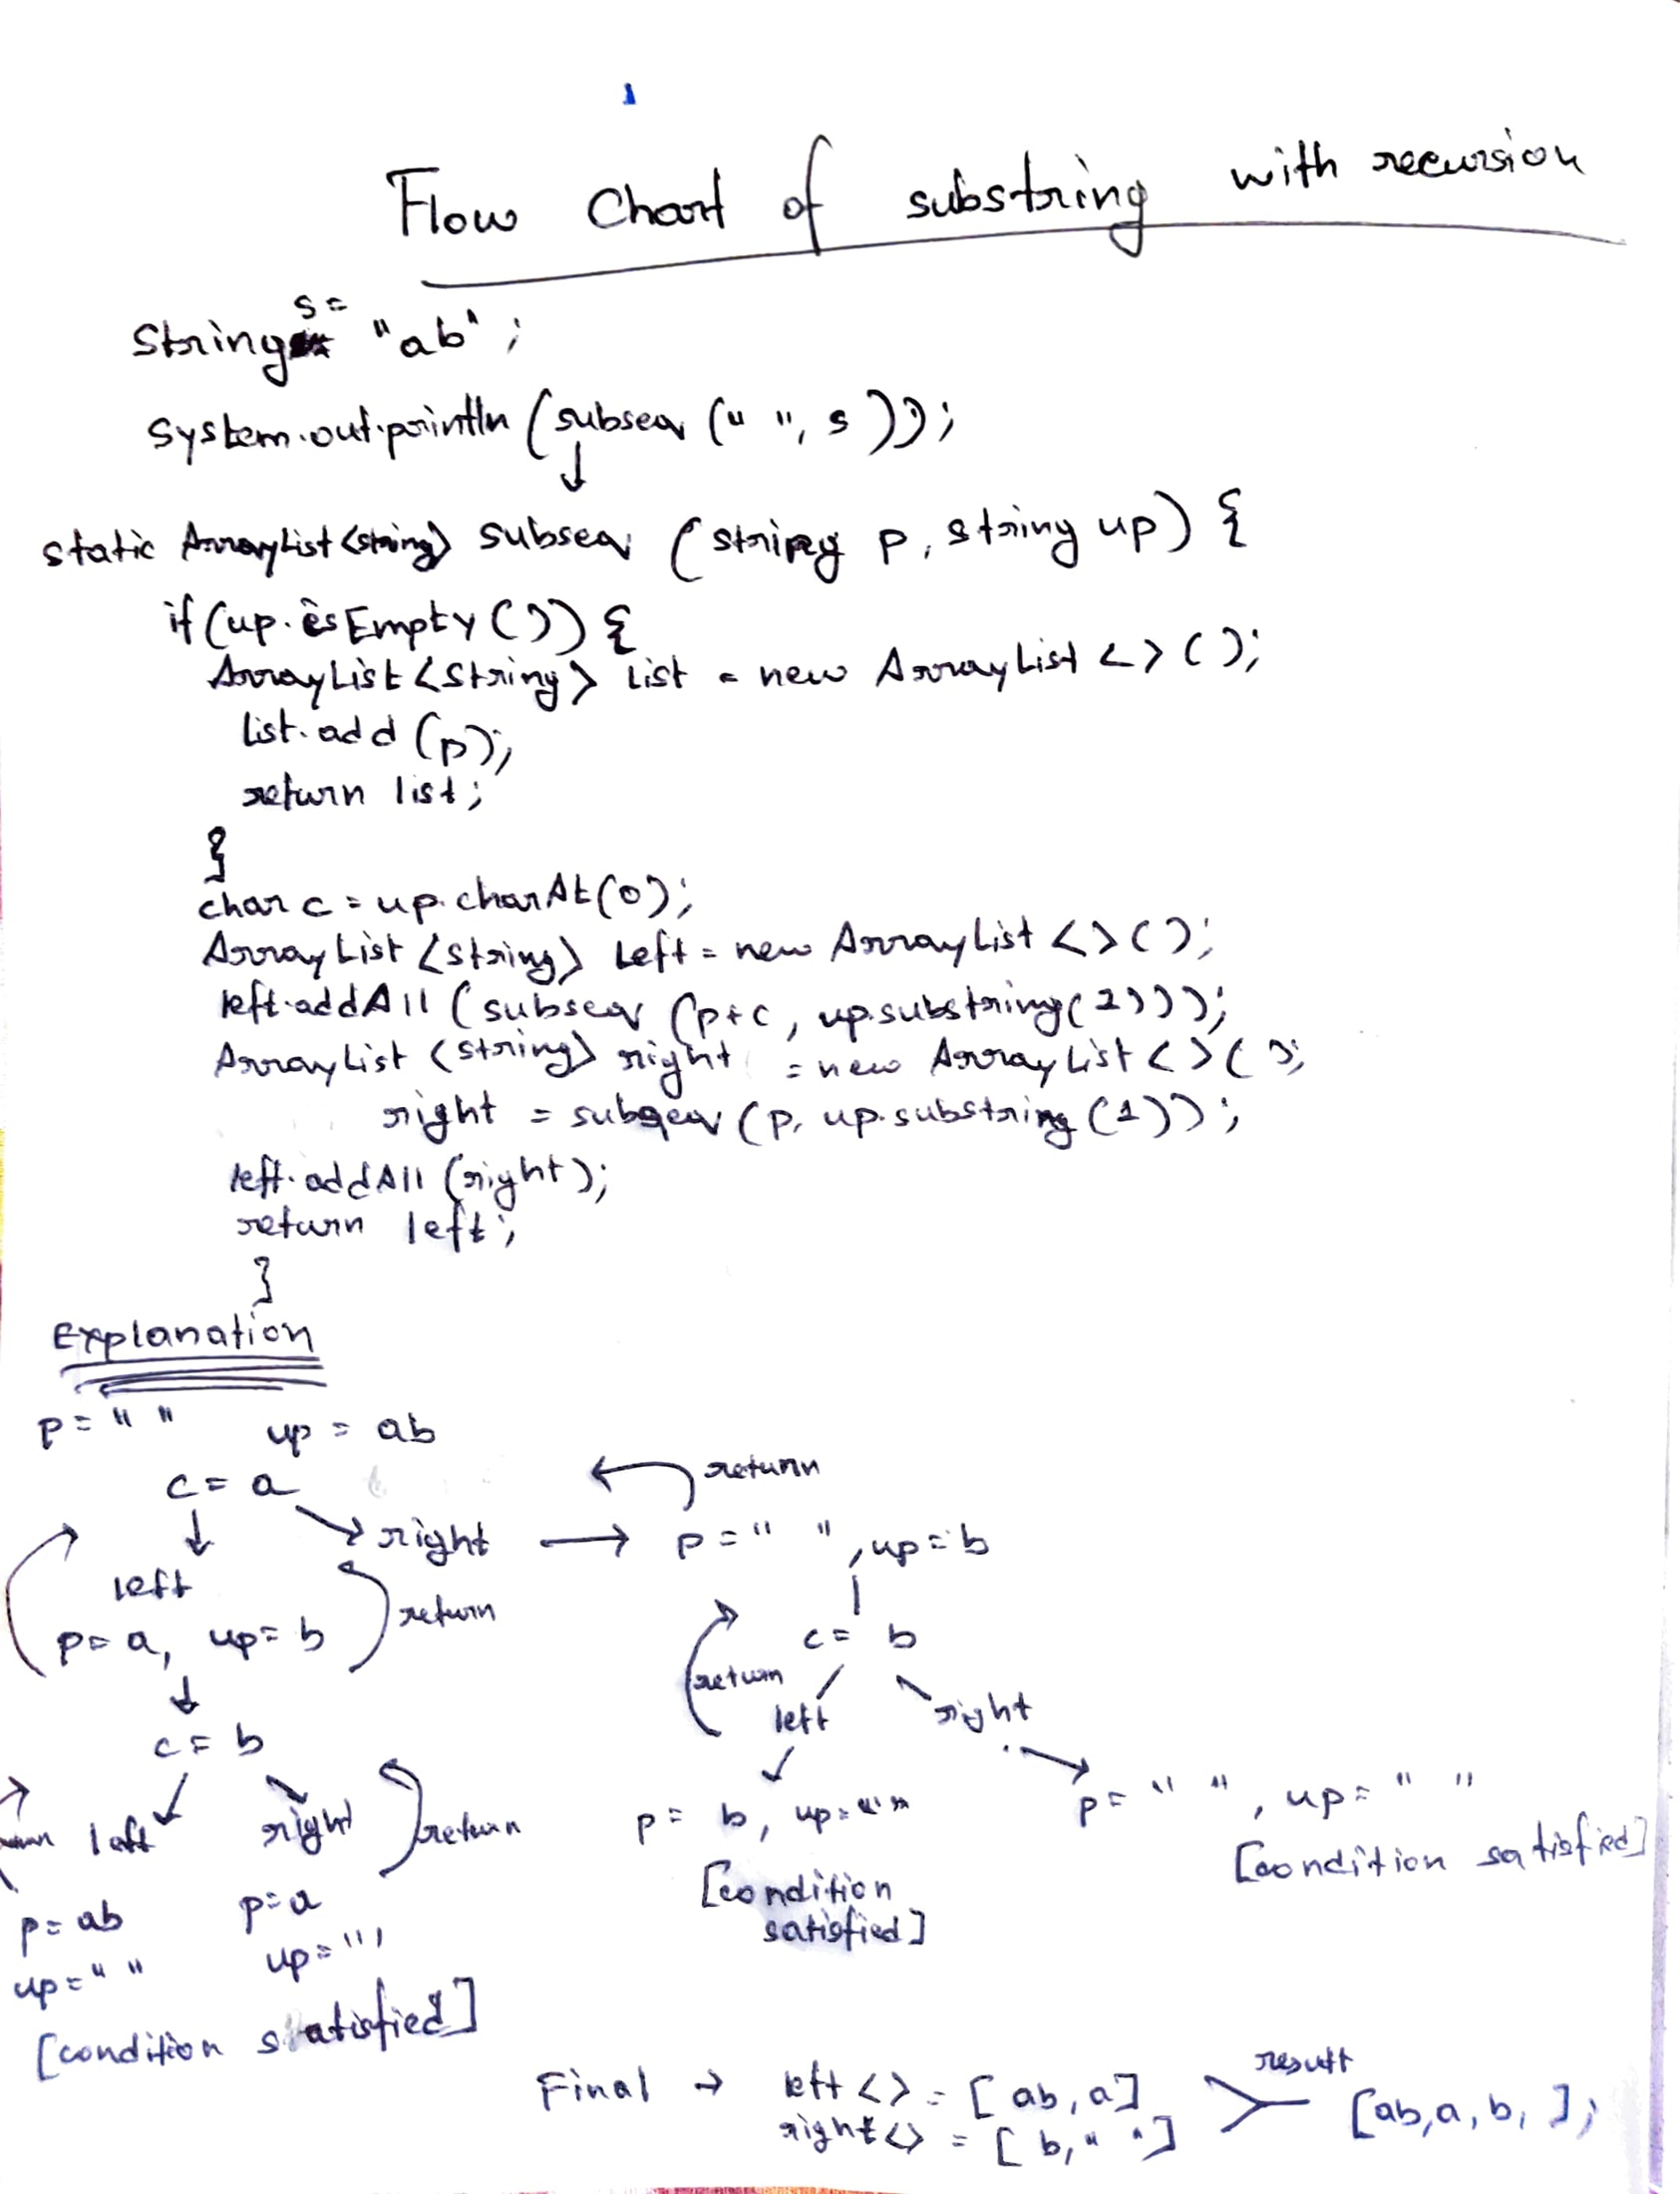 Flow Chart of substring with recursion
String s = "ab" ;
System.out.println (subseq (" ", s ));
static ArrayList<string> subseq (string p, string up) {
if (up.isEmpty ( )) {
ArrayList <String> list = new ArrayList < > ( );
list.add (p);
return list;
}
char c = up.charAt(0);
ArrayList <string> left = new ArrayList < > ( );
left.addAll ( subseq (p+c , up.substring( 1 )));
ArrayList <string> right = new ArrayList < > ( );
right = subseq (p, up.substring (1)) ;
left.addAll (right);
return left;
}
Explanation
p = " " up = ab
c = a
return
right p = " " , up = b
left
return
p = a, up = b
c = b
return
left right
c = b
left right return
p = b, up = " "
p = " " , up = " "
[condition satisfied]
[condition satisfied]
p = ab p = a
up = " " up = " "
[condition satisfied]
Final → left < > = [ ab, a ]
right < > = [ b, " " ]
result
[ab,a, b, ];